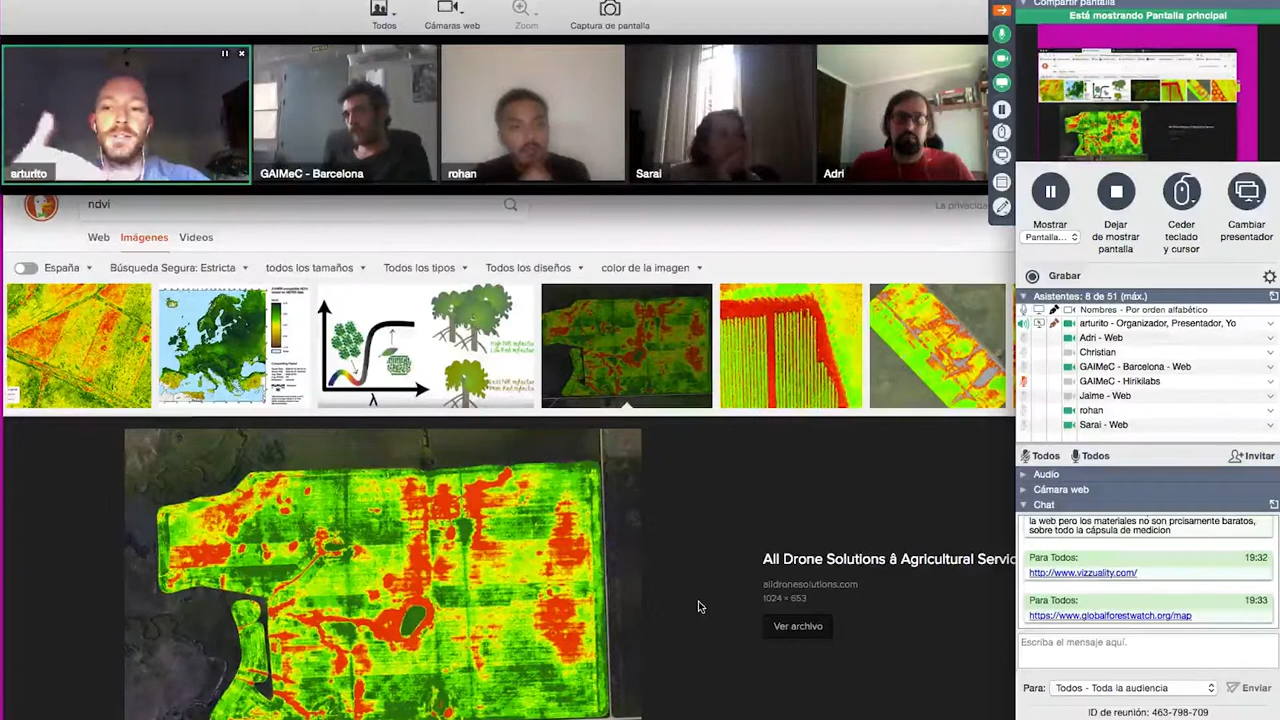 Todos
Cámaras web
Zoom
Captura de pantalla
Compartir pantalla
Está mostrando Pantalla principal
arturito
GAIMeC - Barcelona
rohan
Sarai
Adri
ndvi
La privacida
Web
Imágenes
Videos
España
Búsqueda Segura: Estricta
todos los tamaños
Todos los tipos
Todos los diseños
color de la imagen
λ
All Drone Solutions â Agricultural Servic
alldronesolutions.com
1024 × 653
Ver archivo
Mostrar
Pantalla...
Dejar
de mostrar
pantalla
Ceder
teclado
y cursor
Cambiar
presentador
Grabar
Asistentes: 8 de 51 (máx.)
Nombres - Por orden alfabético
arturito - Organizador, Presentador, Yo
Adri - Web
Christian
GAIMeC - Barcelona - Web
GAIMeC - Hirikilabs
Jaime - Web
rohan
Sarai - Web
Todos
Todos
Invitar
Audio
Cámara web
Chat
la web pero los materiales no son prcisamente baratos,
sobre todo la cápsula de medicion
Para Todos:
19:32
http://www.vizzuality.com/
Para Todos:
19:33
https://www.globalforestwatch.org/map
Escriba el mensaje aquí.
Para:
Todos - Toda la audiencia
Enviar
ID de reunión: 463-798-709